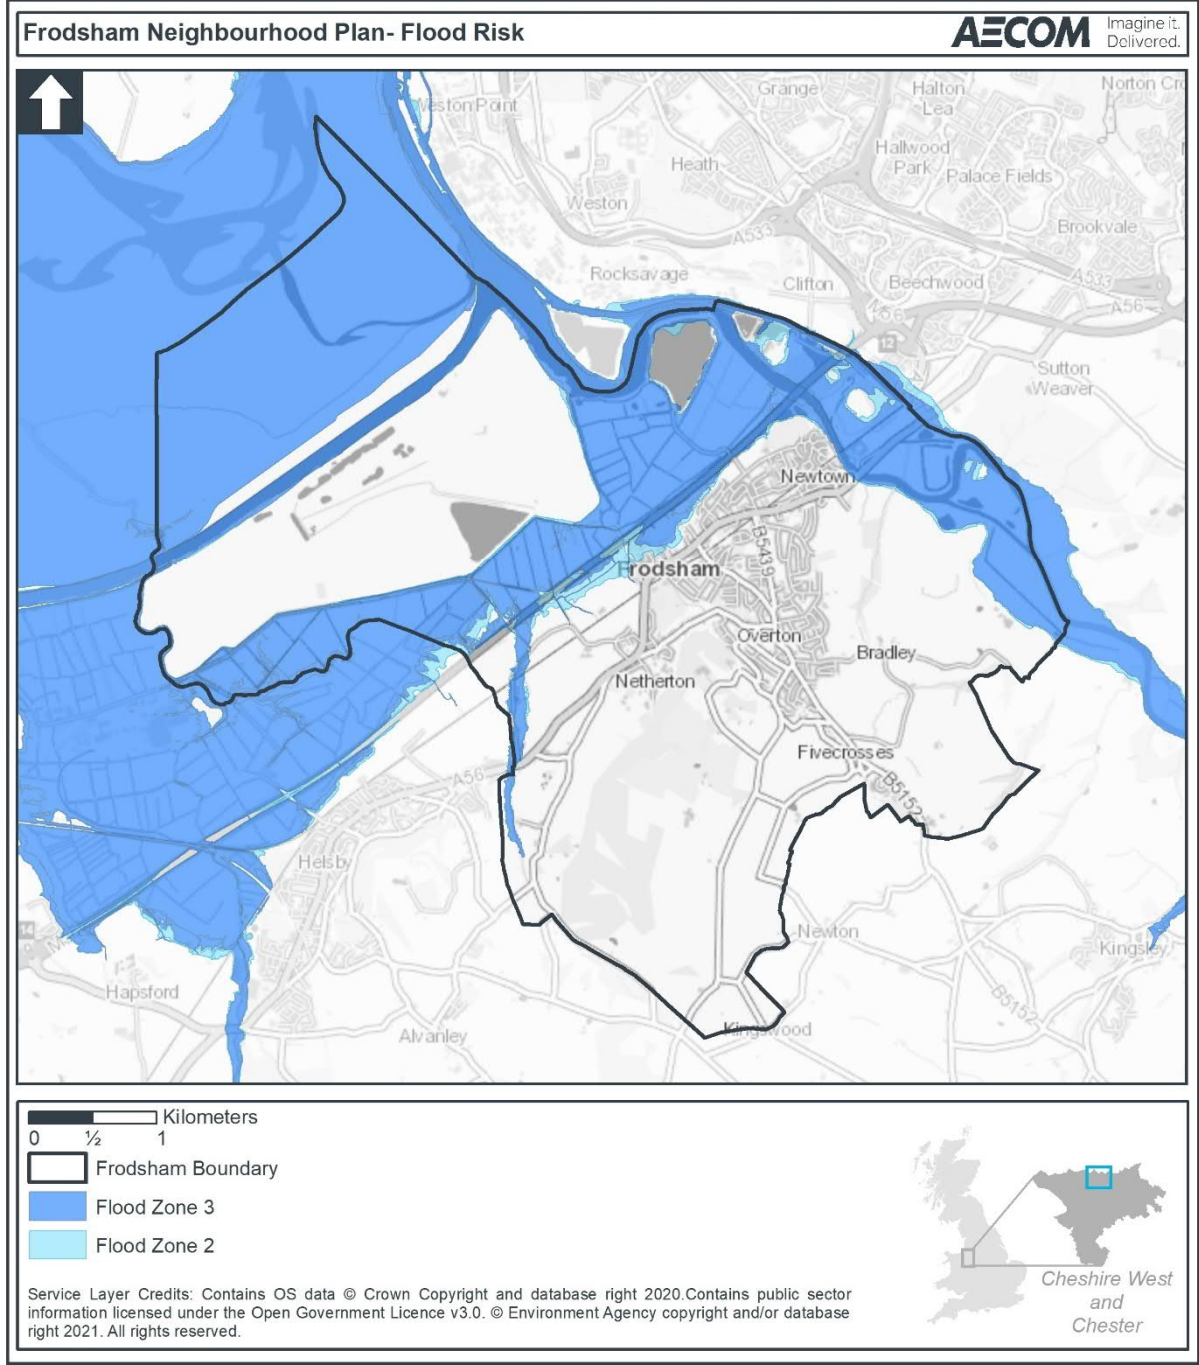 Frodsham Neighbourhood Plan- Flood Risk
AECOM
Imagine it.
Delivered.
Weston Point
Grange
Halton
Lea
Heath
Hallwood
Park
Palace Fields
Weston
A533
Brookvale
Rocksavage
Clifton
Beechwood
A533
A56
A56
12
Sutton
Weaver
Newtown
B5439
Frodsham
Overton
Bradley
Netherton
Fivecrosses
A56
B5152
Helsby
Newton
Kingsley
14
Hapsford
B5152
Alvanley
Kingswood
Kilometers
0 ½ 1
Frodsham Boundary
Flood Zone 3
Flood Zone 2
Service Layer Credits: Contains OS data © Crown Copyright and database right 2020.Contains public sector
information licensed under the Open Government Licence v3.0. © Environment Agency copyright and/or database
right 2021. All rights reserved.
Cheshire West
and
Chester